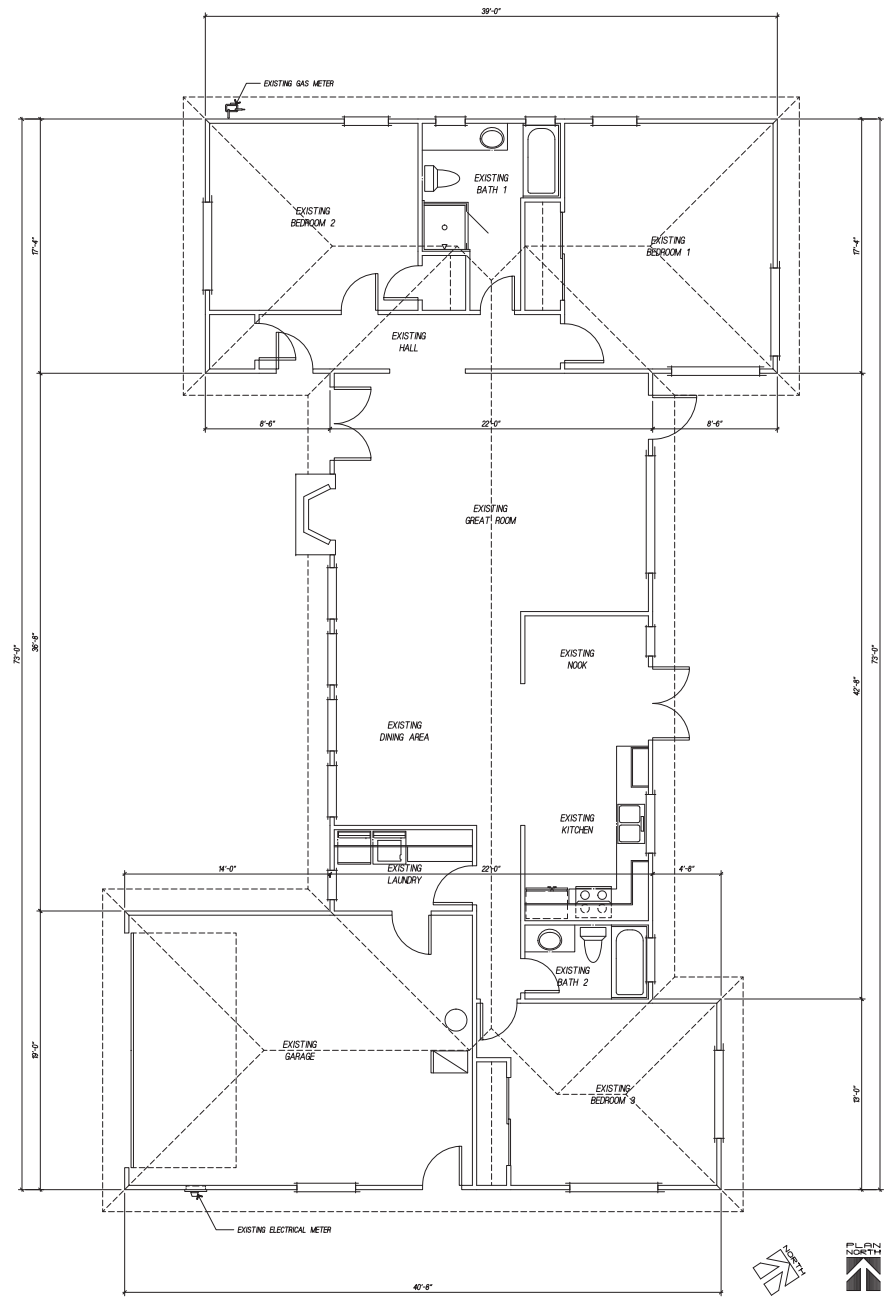 39'-0"
EXISTING GAS METER
EXISTING
BATH 1
EXISTING
BEDROOM 2
EXISTING
BEDROOM 1
17'-4"
17'-4"
EXISTING
HALL
8'-6"
22'-0"
8'-6"
EXISTING
GREAT ROOM
73'-0"
36'-8"
EXISTING
NOOK
73'-0"
42'-8"
EXISTING
DINING AREA
EXISTING
KITCHEN
14'-0"
EXISTING
LAUNDRY
22'-0"
4'-6"
EXISTING
BATH 2
19'-0"
EXISTING
GARAGE
EXISTING
BEDROOM 3
13'-0"
EXISTING ELECTRICAL METER
40'-6"
NORTH
PLAN
NORTH